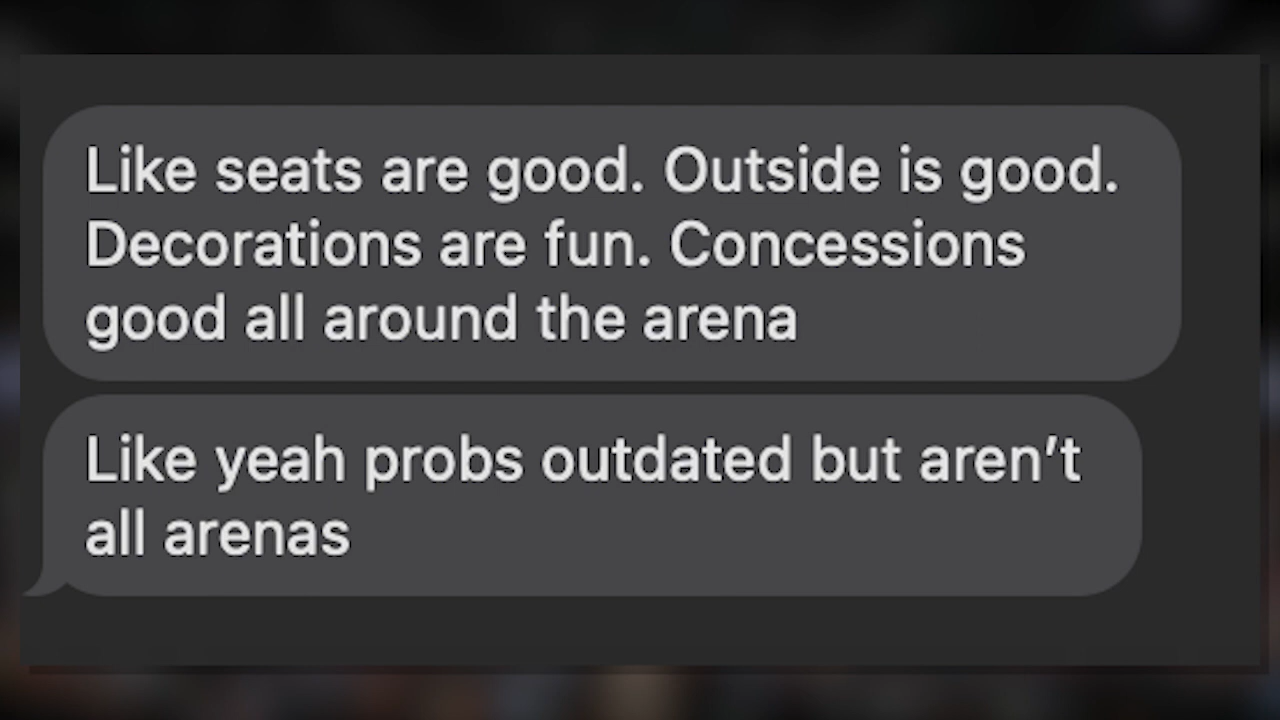 Like seats are good. Outside is good.
Decorations are fun. Concessions
good all around the arena
Like yeah probs outdated but aren’t
all arenas